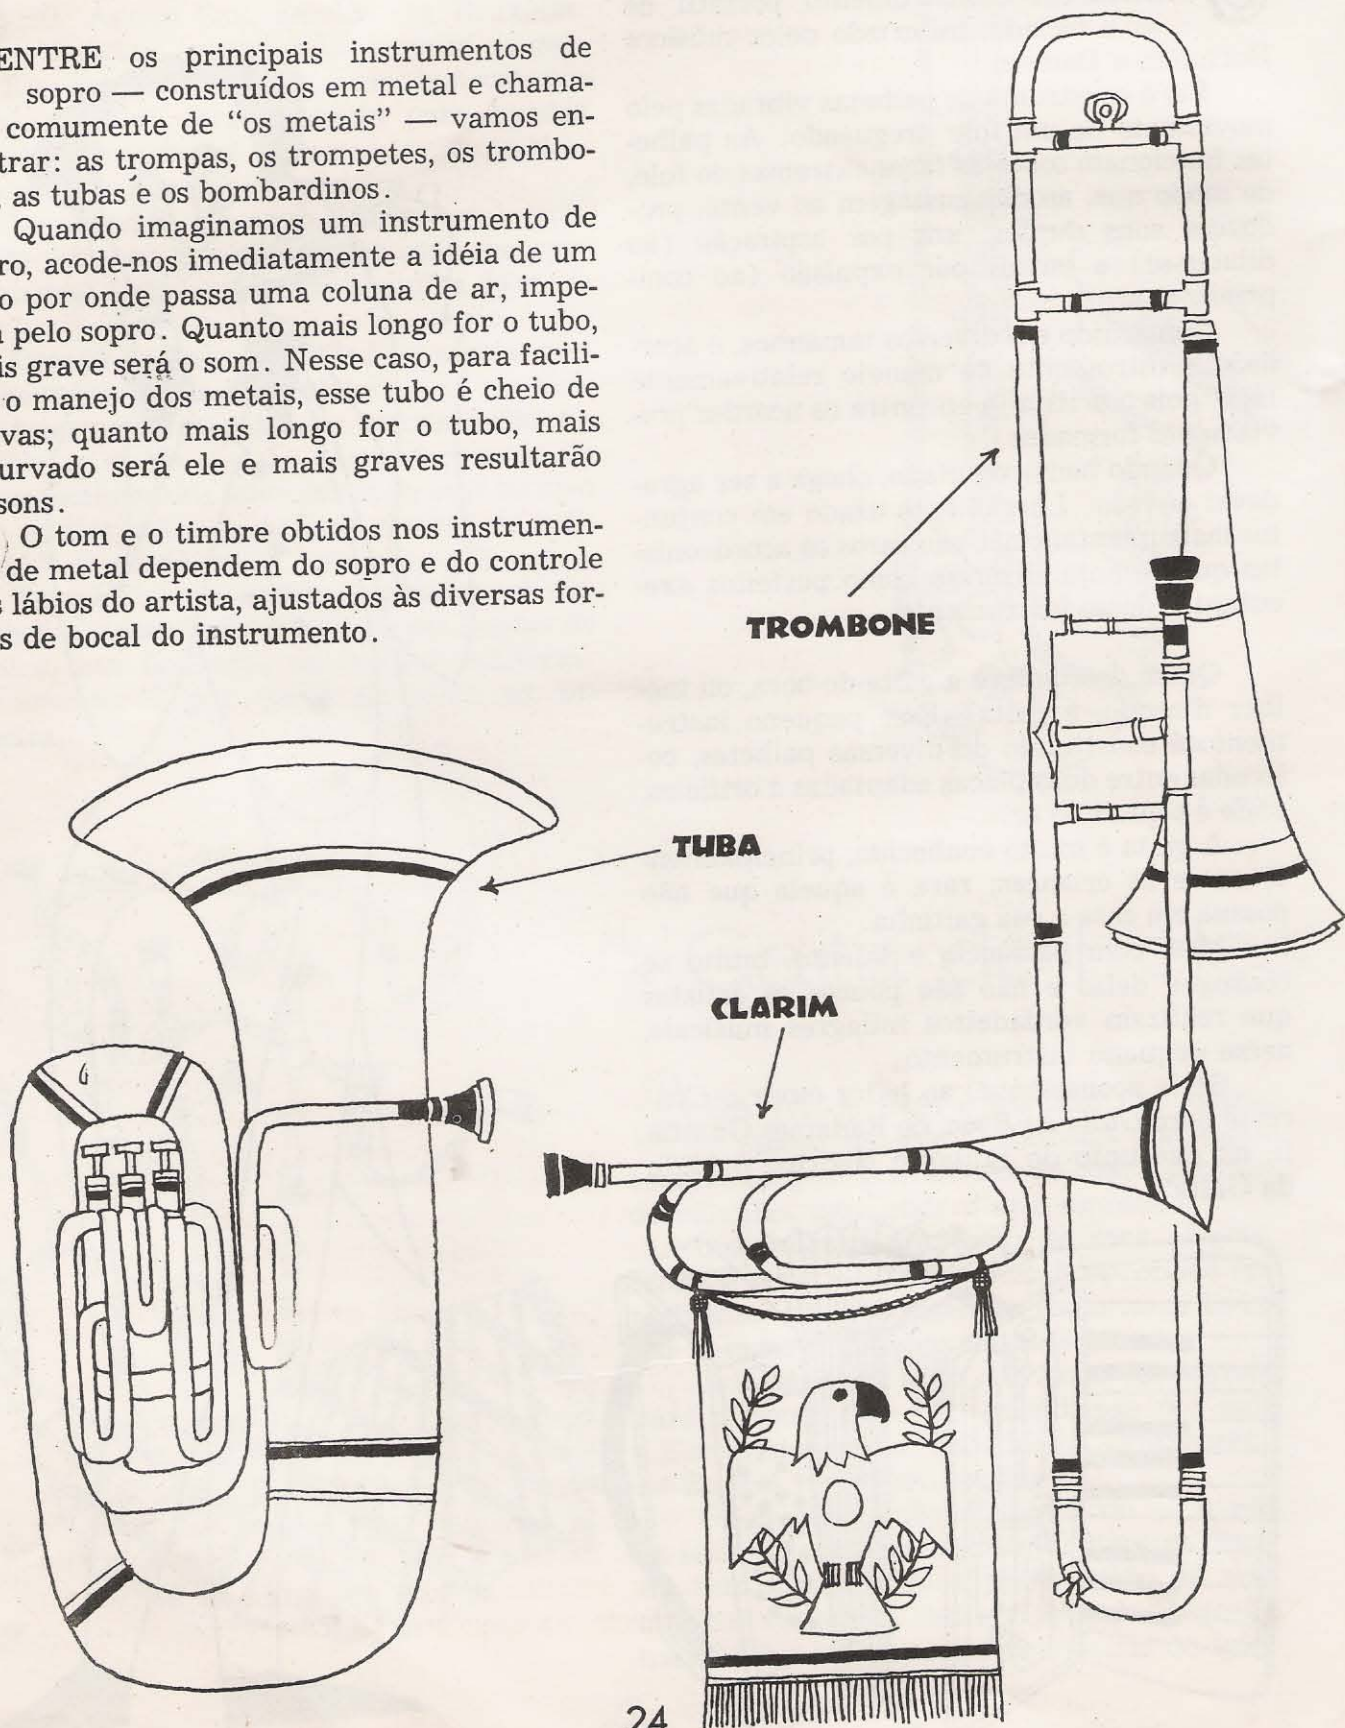 ENTRE os principais instrumentos de
sopro — construídos em metal e chama-
comumente de "os metais" — vamos en-
trar: as trompas, os trompetes, os trombo-
, as tubas e os bombardinos.
Quando imaginamos um instrumento de
ro, acode-nos imediatamente a idéia de um
o por onde passa uma coluna de ar, impe-
a pelo sopro. Quanto mais longo for o tubo,
is grave será o som. Nesse caso, para facili-
o manejo dos metais, esse tubo é cheio de
vas; quanto mais longo for o tubo, mais
urvado será ele e mais graves resultarão
sons.
O tom e o timbre obtidos nos instrumen-
de metal dependem do sopro e do controle
s lábios do artista, ajustados às diversas for-
s de bocal do instrumento.
TROMBONE
TUBA
CLARIM
24